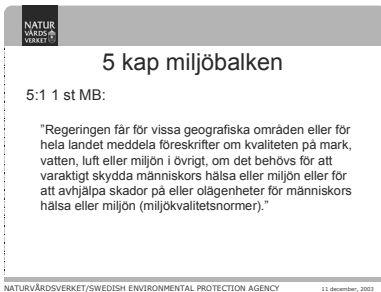 NATUR
VÅRDS
VERKET
5 kap miljöbalken
5:1 1 st MB:
”Regeringen får för vissa geografiska områden eller för
hela landet meddela föreskrifter om kvaliteten på mark,
vatten, luft eller miljön i övrigt, om det behövs för att
varaktigt skydda människors hälsa eller miljön eller för
att avhjälpa skador på eller olägenheter för människors
hälsa eller miljön (miljökvalitetsnormer).”
NATURVÅRDSVERKET/SWEDISH ENVIRONMENTAL PROTECTION AGENCY
11 december, 2003